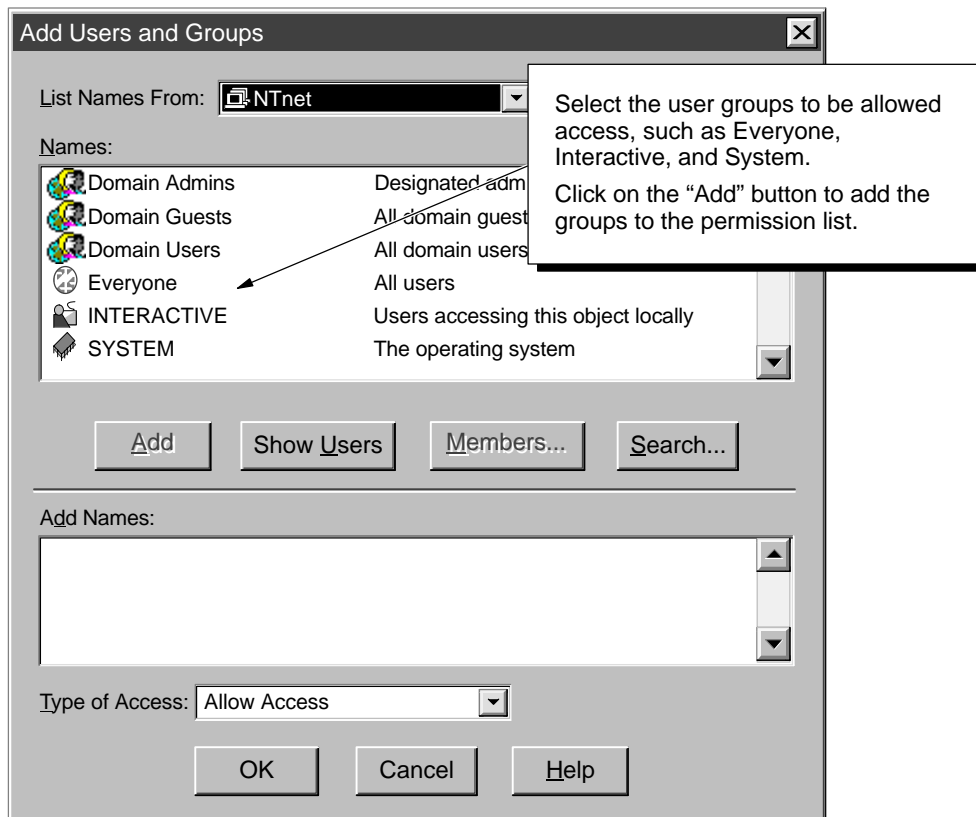 Add Users and Groups
List Names From: NTnet
Select the user groups to be allowed
access, such as Everyone,
Interactive, and System.
Click on the “Add” button to add the
groups to the permission list.
Names:
Domain Admins Designated adm
Domain Guests All domain guest
Domain Users All domain users
Everyone All users
INTERACTIVE Users accessing this object locally
SYSTEM The operating system
Add Show Users Members... Search...
Add Names:
Type of Access: Allow Access
OK Cancel Help